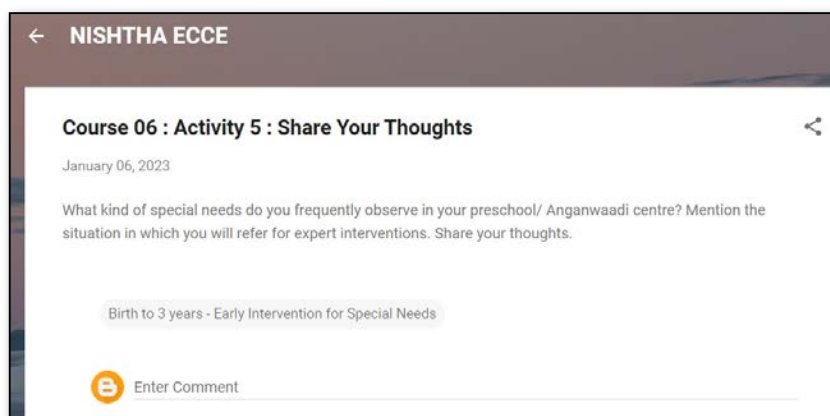 NISHTHA ECCE
Course 06 : Activity 5 : Share Your Thoughts
January 06, 2023
What kind of special needs do you frequently observe in your preschool/ Anganwaadi centre? Mention the
situation in which you will refer for expert interventions. Share your thoughts.
Birth to 3 years - Early Intervention for Special Needs
Enter Comment